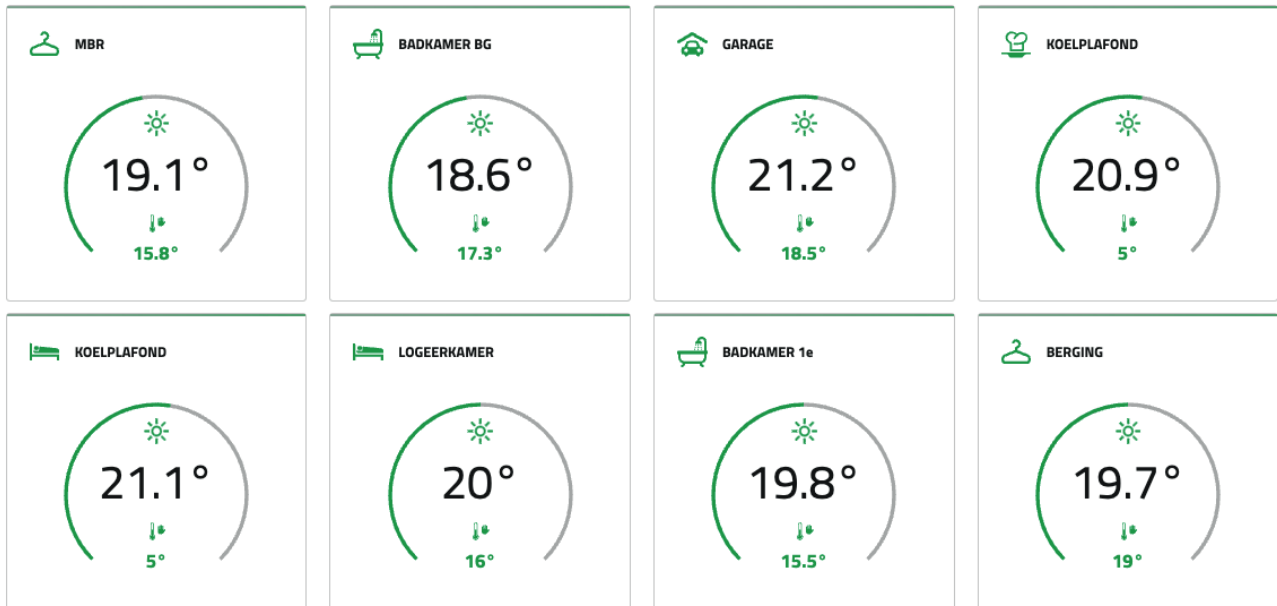 MBR
19.1°
15.8°
BADKAMER BG
18.6°
17.3°
GARAGE
21.2°
18.5°
KOELPLAFOND
20.9°
5°
KOELPLAFOND
21.1°
5°
LOGEERKAMER
20°
16°
BADKAMER 1e
19.8°
15.5°
BERGING
19.7°
19°